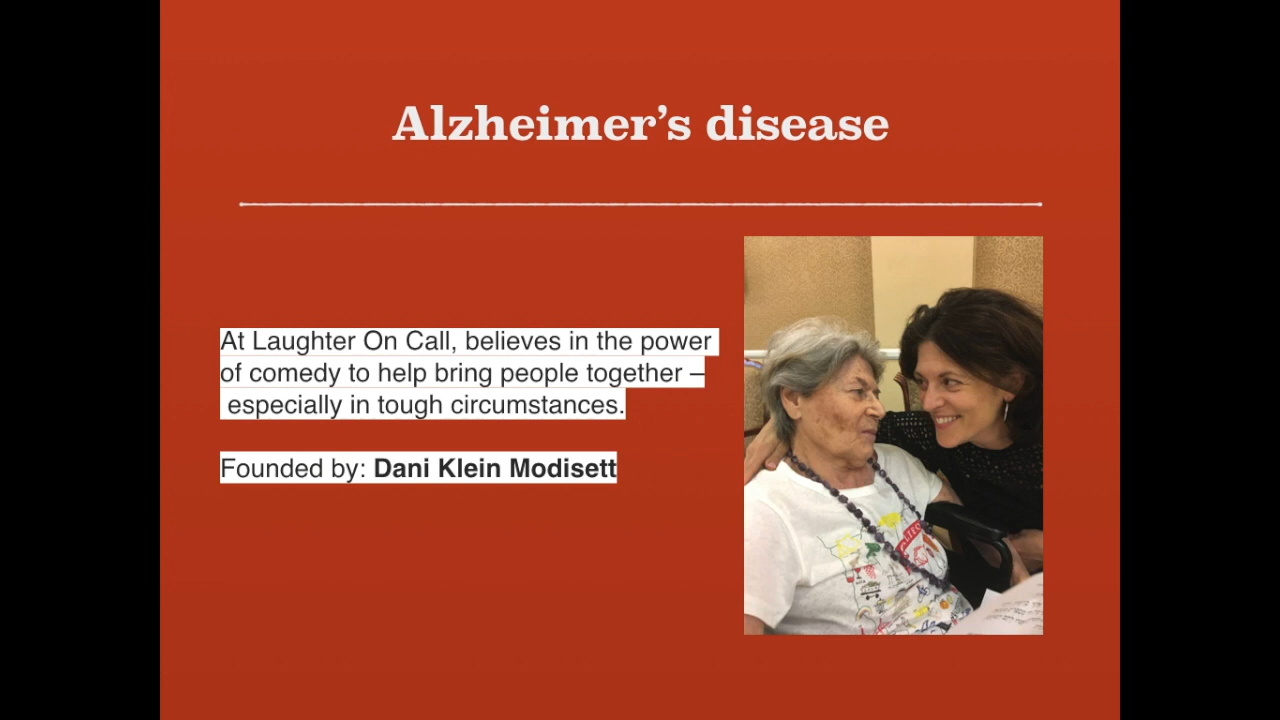 Alzheimer’s disease
At Laughter On Call, believes in the power
of comedy to help bring people together –
especially in tough circumstances.
Founded by: Dani Klein Modisett